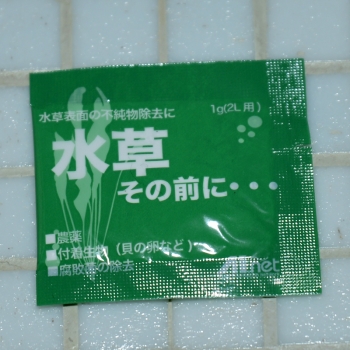 水草表面の不純物除去に
1g(2L用)
水草
その前に・・・
■農薬
■付着生物（貝の卵など）
■腐敗菌の除去